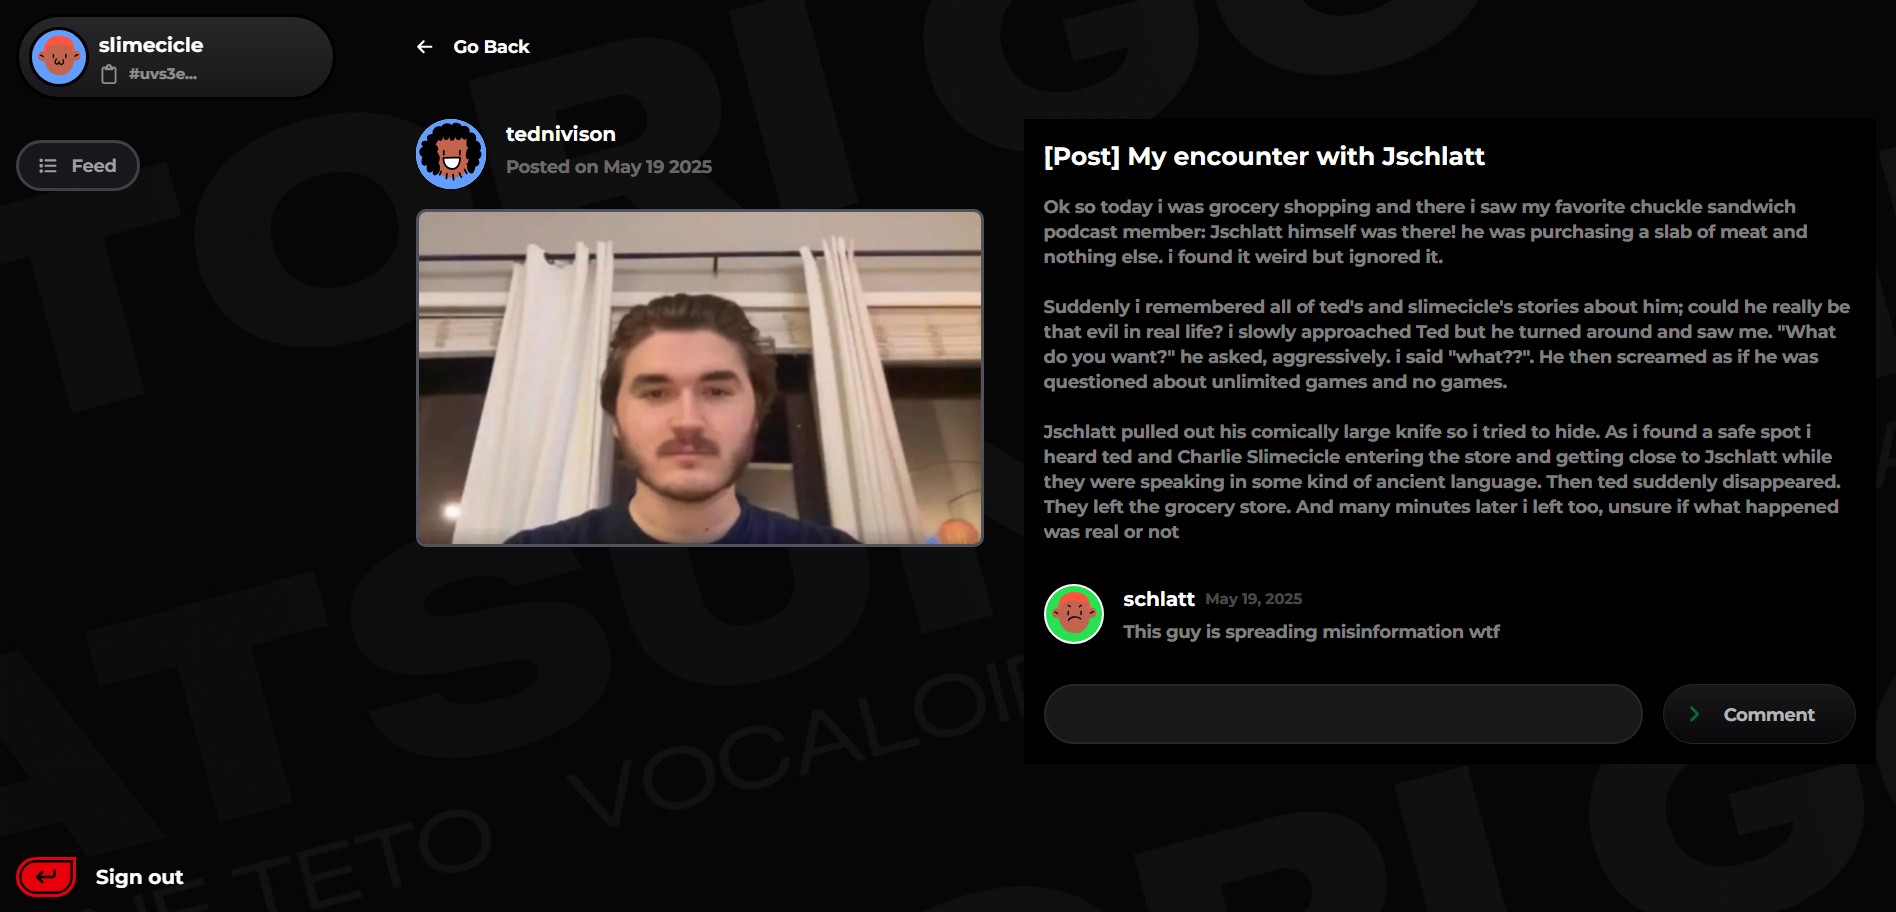 slimecicle
#uvs3e...
Feed
Go Back
tednivison
Posted on May 19 2025
[Post] My encounter with Jschlatt
Ok so today i was grocery shopping and there i saw my favorite chuckle sandwich
podcast member: Jschlatt himself was there! he was purchasing a slab of meat and
nothing else. i found it weird but ignored it.
Suddenly i remembered all of ted's and slimecicle's stories about him; could he really be
that evil in real life? i slowly approached Ted but he turned around and saw me. "What
do you want?" he asked, aggressively. i said "what??". He then screamed as if he was
questioned about unlimited games and no games.
Jschlatt pulled out his comically large knife so i tried to hide. As i found a safe spot i
heard ted and Charlie Slimecicle entering the store and getting close to Jschlatt while
they were speaking in some kind of ancient language. Then ted suddenly disappeared.
They left the grocery store. And many minutes later i left too, unsure if what happened
was real or not
schlatt May 19, 2025
This guy is spreading misinformation wtf
Comment
Sign out
TORI GO
ATSUN
TETO VOCALOI
ORI G